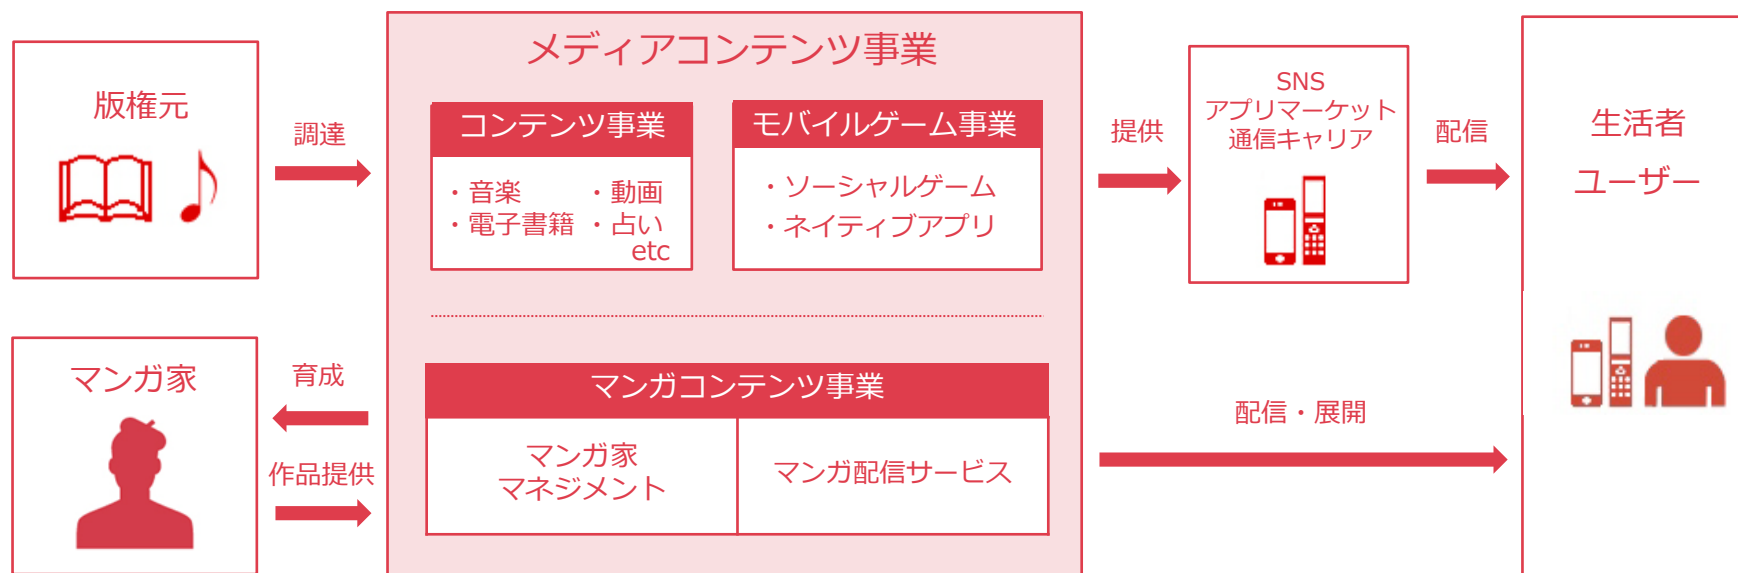 メディアコンテンツ事業
版権元
調達
コンテンツ事業
・音楽 ・動画
・電子書籍 ・占い
etc
モバイルゲーム事業
・ソーシャルゲーム
・ネイティブアプリ
提供
SNS
アプリマーケット
通信キャリア
配信
生活者
ユーザー
マンガ家
育成
作品提供
マンガコンテンツ事業
マンガ家
マネジメント
マンガ配信サービス
配信・展開